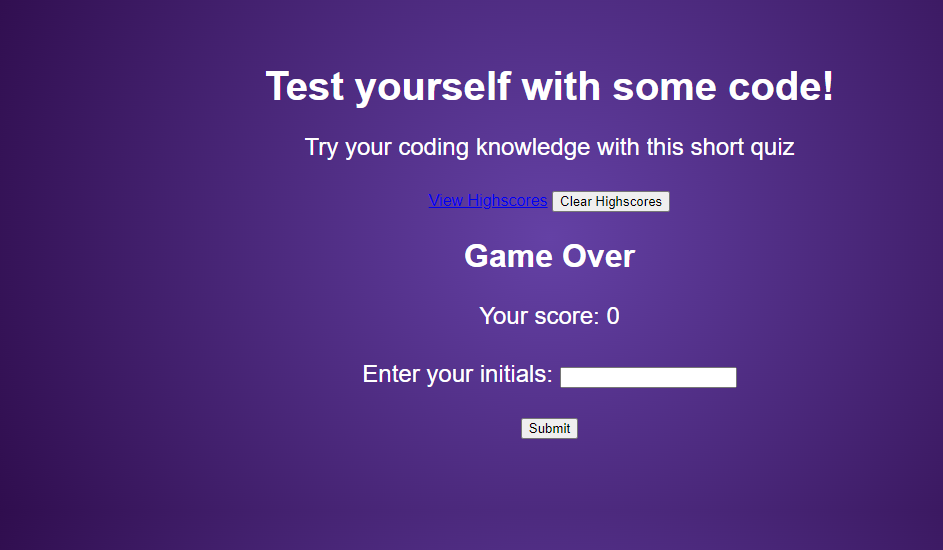 Test yourself with some code!
Try your coding knowledge with this short quiz
View Highscores Clear Highscores
Game Over
Your score: 0
Enter your initials:
Submit